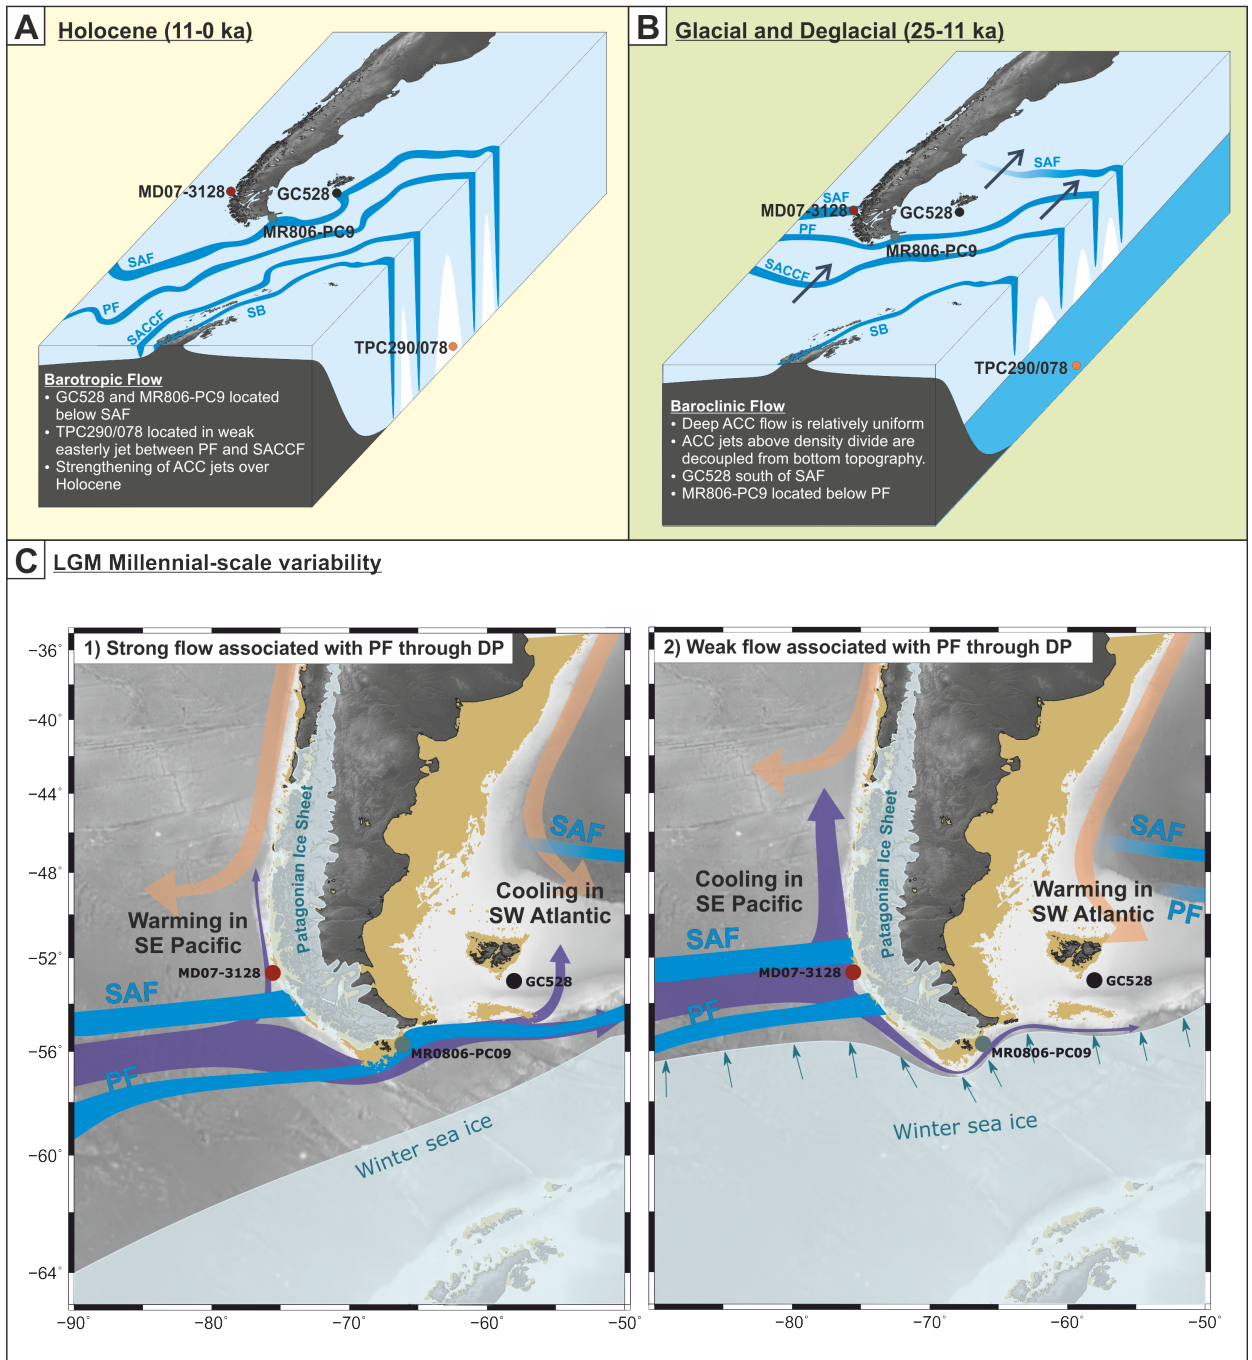 A Holocene (11-0 ka)
MD07-3128
GC528
MR806-PC9
SAF
PF
SACCF
SB
TPC290/078
Barotropic Flow
• GC528 and MR806-PC9 located
below SAF
• TPC290/078 located in weak
easterly jet between PF and SACCF
• Strengthening of ACC jets over
Holocene
B Glacial and Deglacial (25-11 ka)
SAF
SAF
MD07-3128
GC528
PF
MR806-PC9
SACCF
SB
TPC290/078
Baroclinic Flow
• Deep ACC flow is relatively uniform
• ACC jets above density divide are
decoupled from bottom topography.
• GC528 south of SAF
• MR806-PC9 located below PF
C LGM Millennial-scale variability
1) Strong flow associated with PF through DP
−36°
−40°
−44°
−48°
−52°
−56°
−60°
−64°
Patagonian Ice Sheet
SAF
Cooling in
SW Atlantic
Warming in
SE Pacific
MD07-3128
GC528
SAF
MR0806-PC09
PF
Winter sea ice
−90°
−80°
−70°
−60°
−50°
2) Weak flow associated with PF through DP
Patagonian Ice Sheet
SAF
Cooling in
SE Pacific
Warming in
SW Atlantic
PF
SAF
MD07-3128
GC528
PF
MR0806-PC09
Winter sea ice
−80°
−70°
−60°
−50°